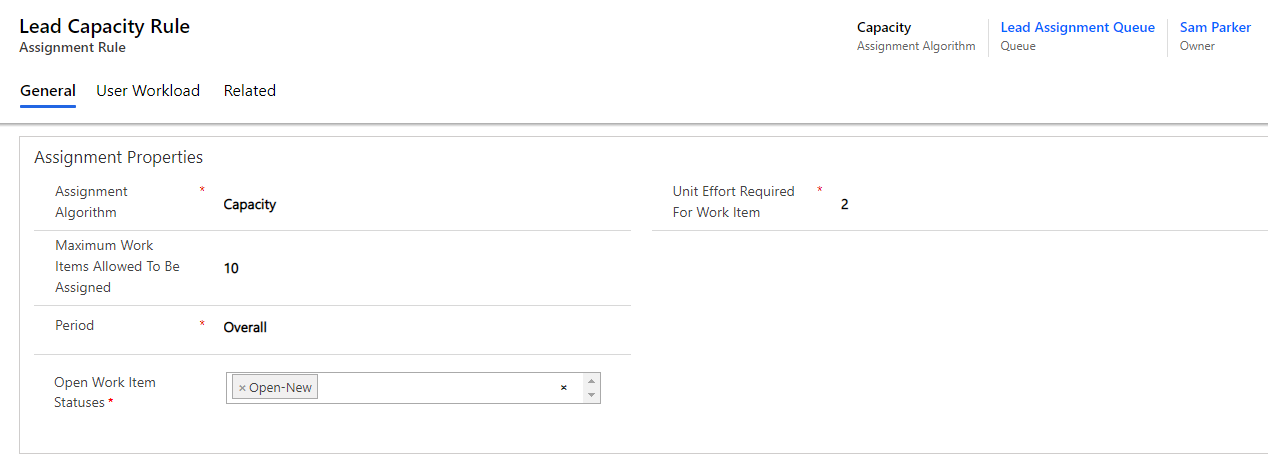 Lead Capacity Rule
Assignment Rule
Capacity
Assignment Algorithm
Lead Assignment Queue
Queue
Sam Parker
Owner
General User Workload Related
Assignment Properties
Assignment
Algorithm
*
Capacity
Unit Effort Required
For Work Item
*
2
Maximum Work
Items Allowed To Be
Assigned
10
Period
*
Overall
Open Work Item
Statuses *
× Open-New
×